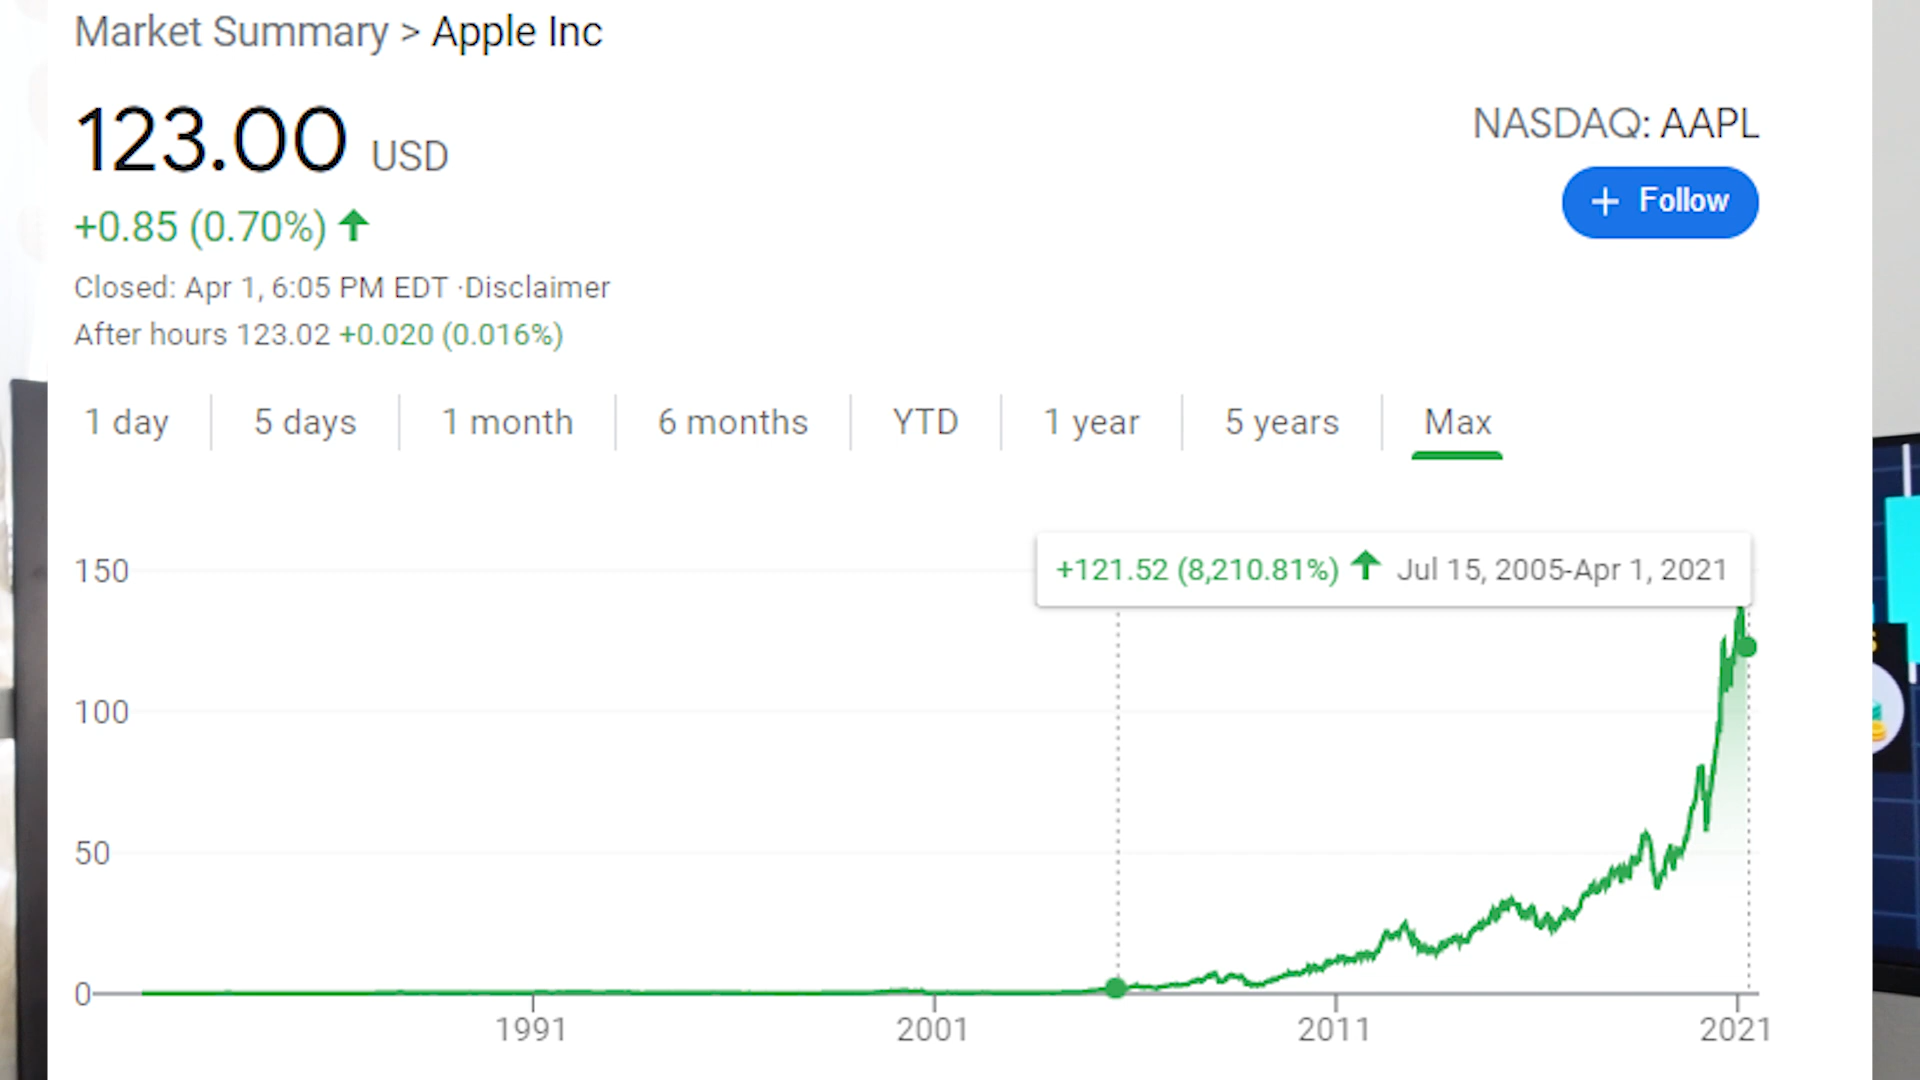 Market Summary > Apple Inc
123.00 USD
NASDAQ: AAPL
+ Follow
+0.85 (0.70%)
Closed: Apr 1, 6:05 PM EDT ·Disclaimer
After hours 123.02 +0.020 (0.016%)
1 day 5 days 1 month 6 months YTD 1 year 5 years Max
+121.52 (8,210.81%) Jul 15, 2005-Apr 1, 2021
150
100
50
0
1991 2001 2011 2021